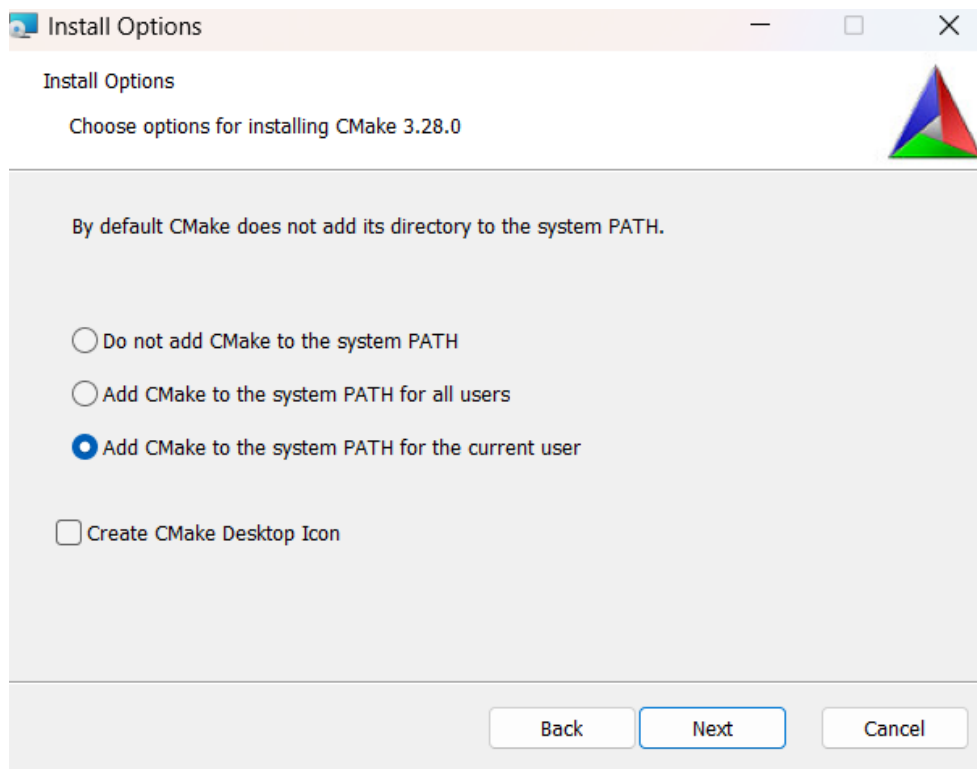 Install Options
Install Options
Choose options for installing CMake 3.28.0
By default CMake does not add its directory to the system PATH.
Do not add CMake to the system PATH
Add CMake to the system PATH for all users
Add CMake to the system PATH for the current user
Create CMake Desktop Icon
Back Next Cancel